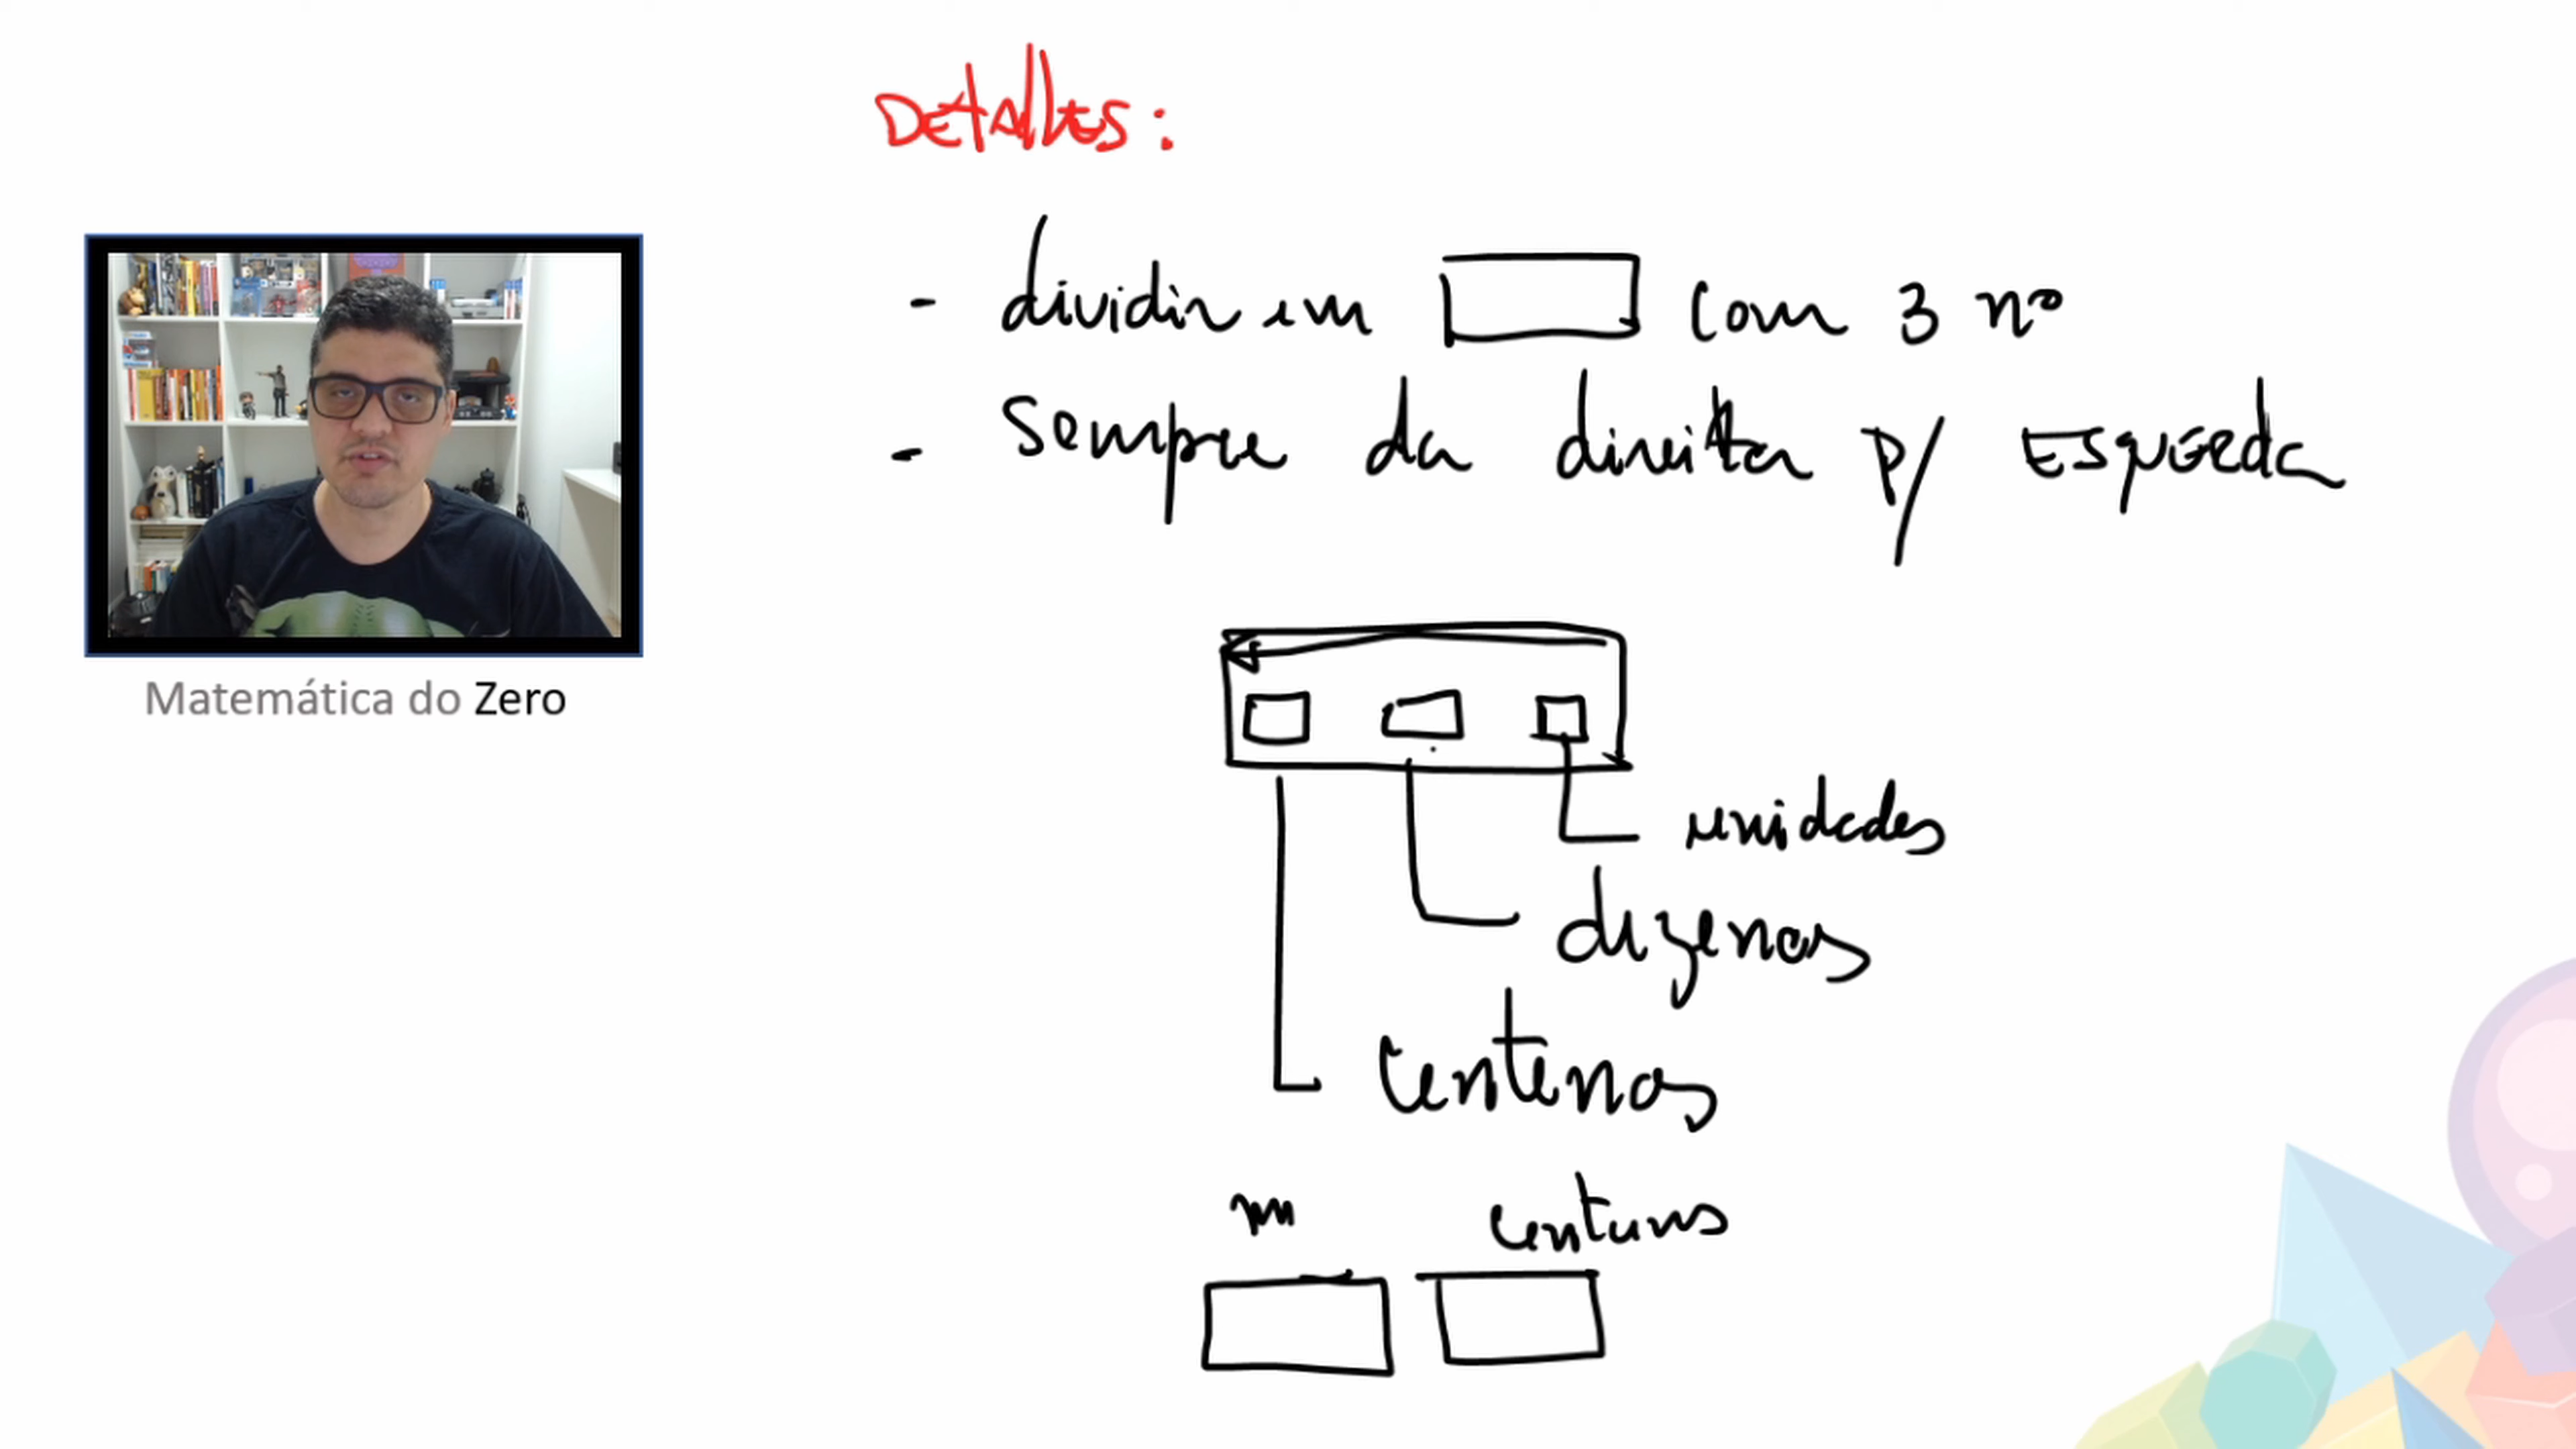 Detalhes:
- dividir em com 3 nº
- Sempre da direita p/ Esquerda
unidades
dezenas
centenas
centenas
Matemática do Zero